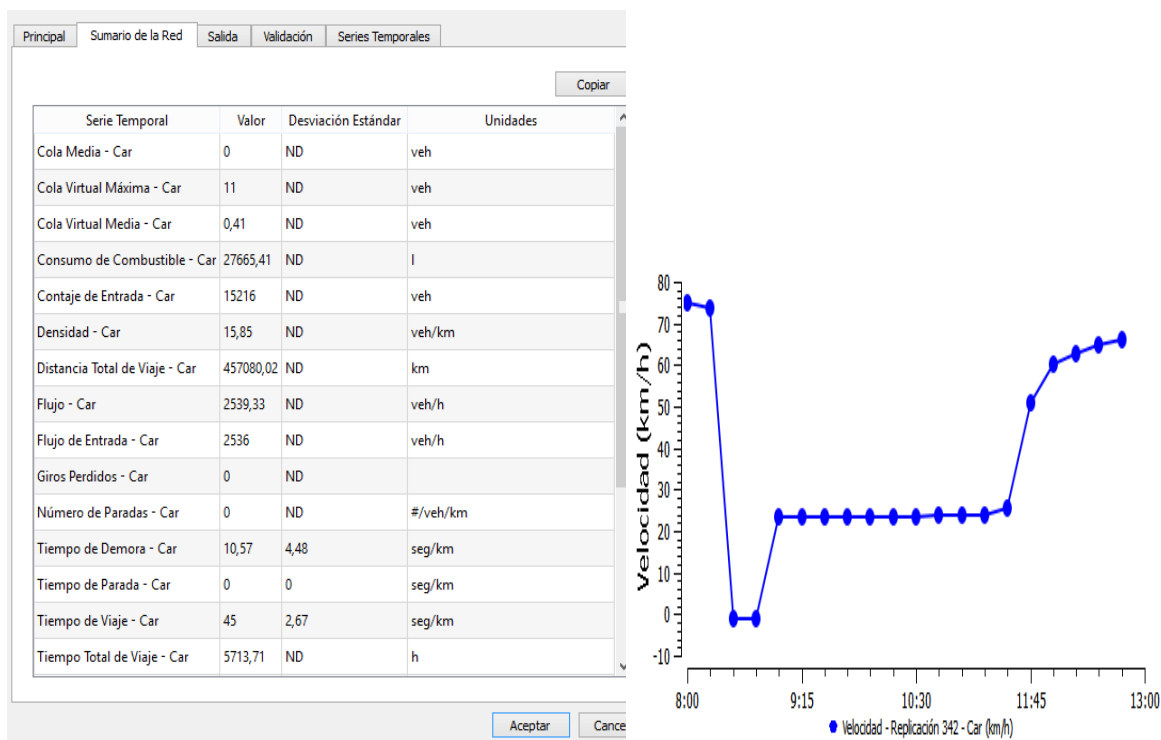 Principal Sumario de la Red Salida Validación Series Temporales
Copiar
Serie Temporal Valor Desviación Estándar Unidades
Cola Media - Car 0 ND veh
Cola Virtual Máxima - Car 11 ND veh
Cola Virtual Media - Car 0,41 ND veh
Consumo de Combustible - Car 27665,41 ND l
Contaje de Entrada - Car 15216 ND veh
Densidad - Car 15,85 ND veh/km
Distancia Total de Viaje - Car 457080,02 ND km
Flujo - Car 2539,33 ND veh/h
Flujo de Entrada - Car 2536 ND veh/h
Giros Perdidos - Car 0 ND
Número de Paradas - Car 0 ND #/veh/km
Tiempo de Demora - Car 10,57 4,48 seg/km
Tiempo de Parada - Car 0 0 seg/km
Tiempo de Viaje - Car 45 2,67 seg/km
Tiempo Total de Viaje - Car 5713,71 ND h
Aceptar Cance
Velocidad (km/h)
80
70
60
50
40
30
20
10
0
-10
8:00 9:15 10:30 11:45 13:00
Velocidad - Replicación 342 - Car (km/h)